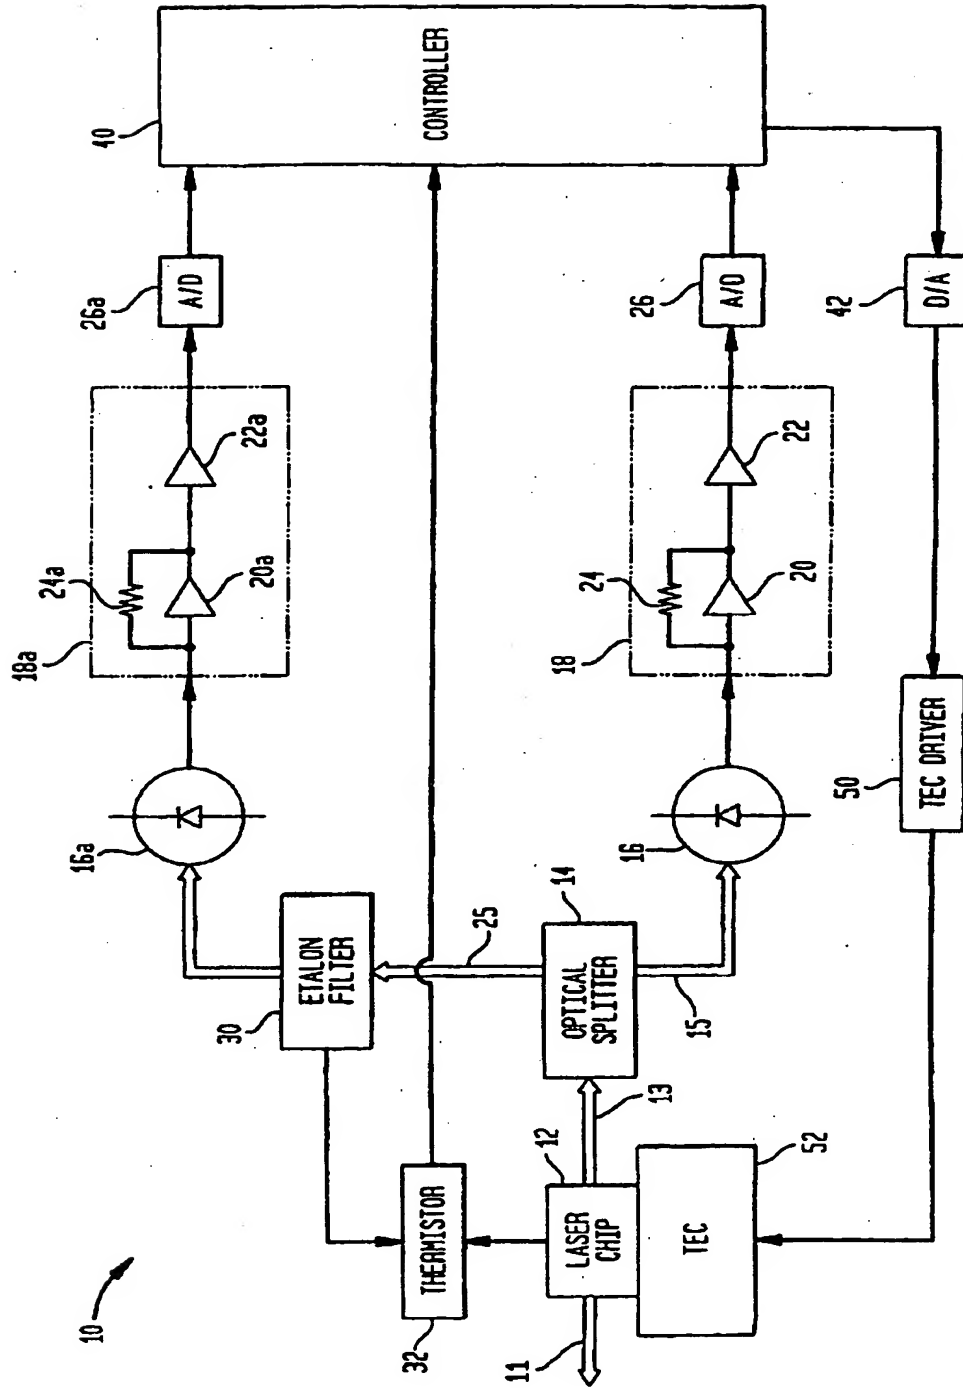 10
11
THERMISTOR
32
LASER
CHIP
12
13
TEC
52
ETALON
FILTER
30
25
OPTICAL
SPLITTER
14
15
16a
16
18a
24a
20a
22a
18
24
20
22
TEC DRIVER
50
A/D
26a
A/D
26
D/A
42
CONTROLLER
40